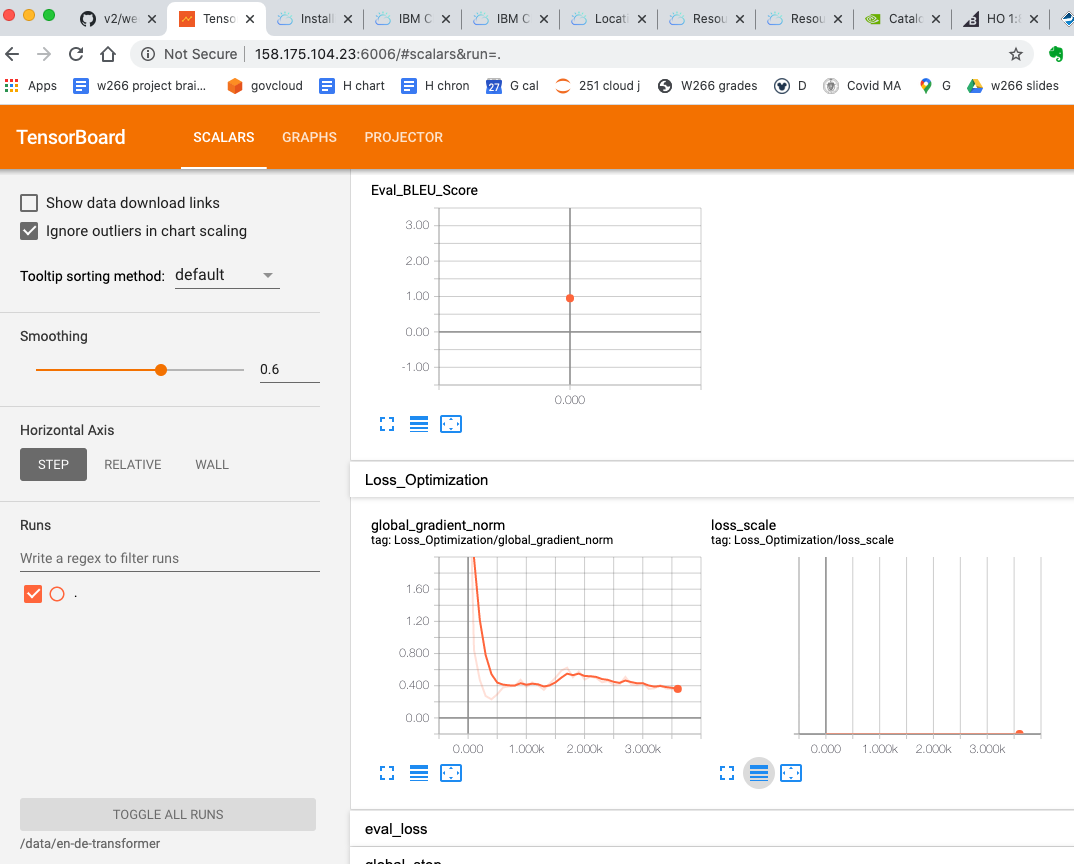 v2/we
Tenso
Install
IBM C
IBM C
Locati
Resou
Resou
Catalo
HO 1:
Not Secure | 158.175.104.23:6006/#scalars&run=.
Apps
w266 project brai...
govcloud
H chart
H chron
27
G cal
251 cloud j
W266 grades
D
Covid MA
G
w266 slides
TensorBoard
SCALARS
GRAPHS
PROJECTOR
Show data download links
Ignore outliers in chart scaling
Tooltip sorting method: default
Smoothing
0.6
Horizontal Axis
STEP
RELATIVE
WALL
Runs
Write a regex to filter runs
.
TOGGLE ALL RUNS
/data/en-de-transformer
Eval_BLEU_Score
3.00
2.00
1.00
0.00
-1.00
0.000
Loss_Optimization
global_gradient_norm
tag: Loss_Optimization/global_gradient_norm
1.60
1.20
0.800
0.400
0.00
0.000 1.000k 2.000k 3.000k
loss_scale
tag: Loss_Optimization/loss_scale
0.000 1.000k 2.000k 3.000k
eval_loss
global_step